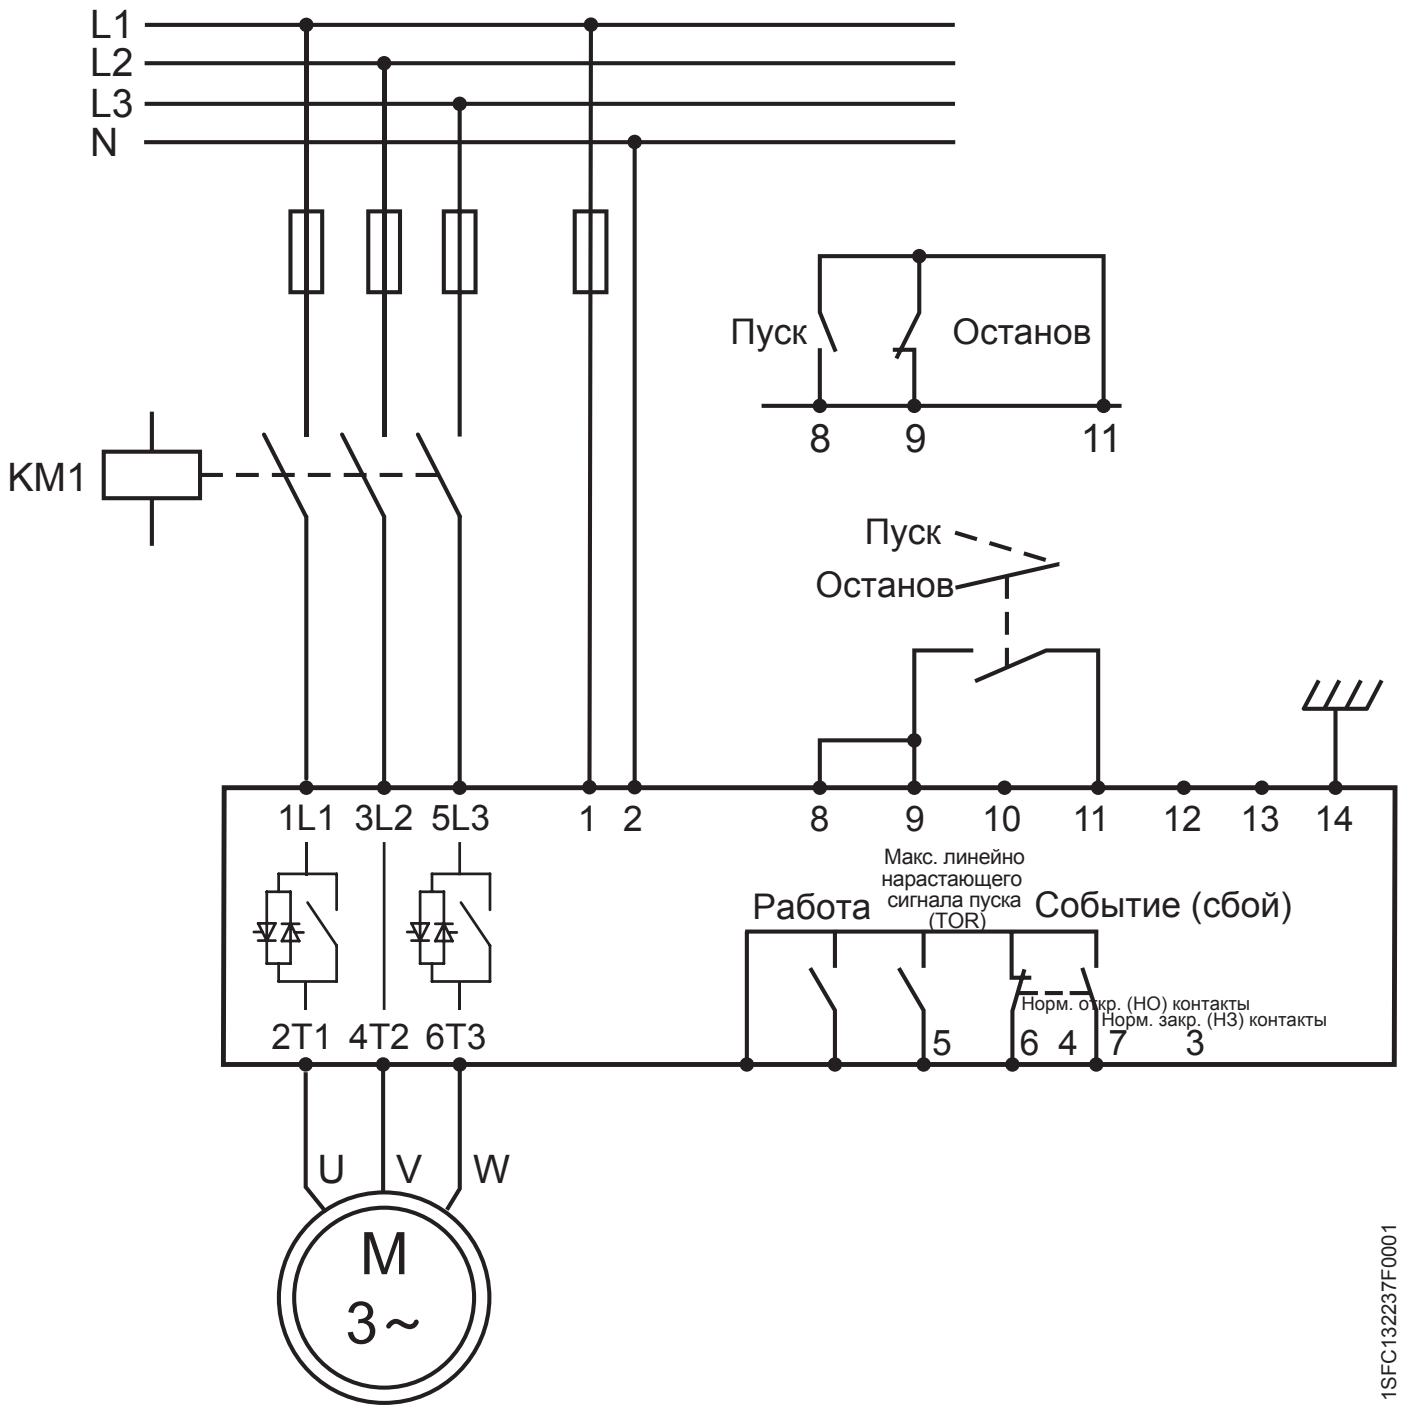 L1
L2
L3
N
Пуск
Останов
8 9 11
KM1
Пуск
Останов
1L1 3L2 5L3 1 2 8 9 10 11 12 13 14
Макс. линейно
нарастающего
сигнала пуска
(TOR)
Работа
Событие (сбой)
Норм. откр. (НО) контакты
Норм. закр. (НЗ) контакты
2T1 4T2 6T3 5 6 4 7 3
U V W
M
3~
1SFC132237F0001